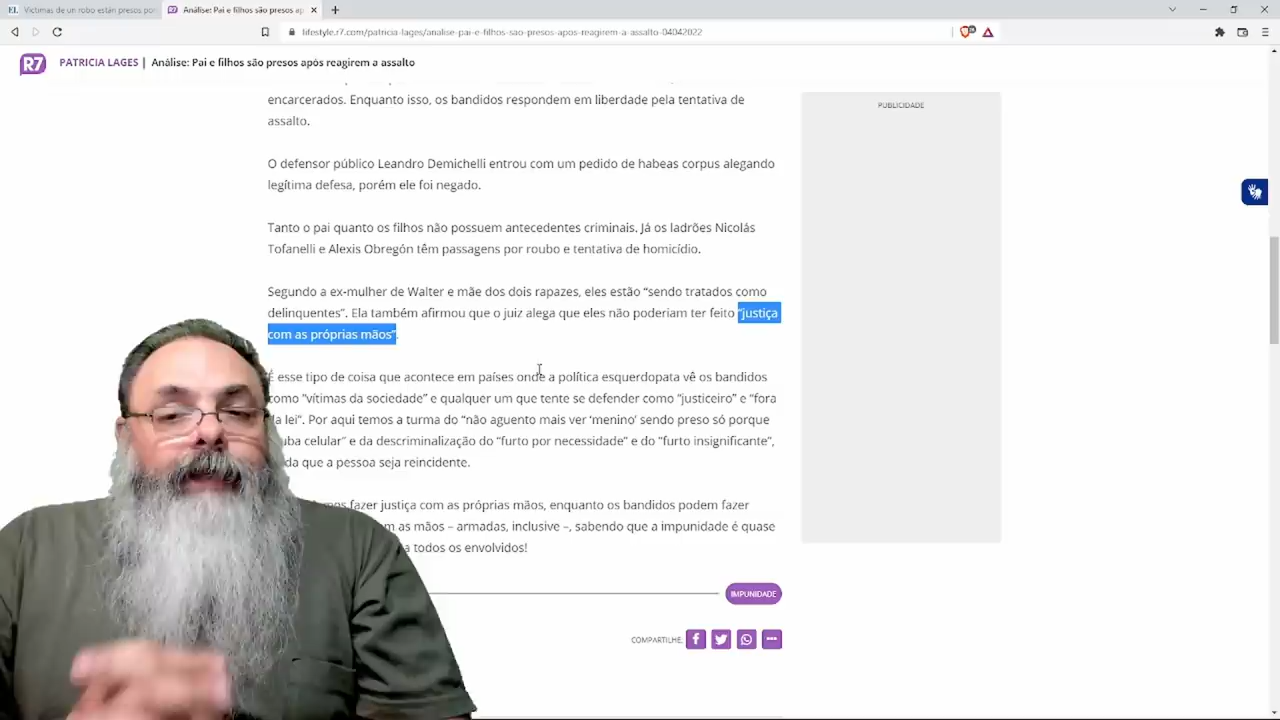 Víctimas de un robo están presos por
Análise: Pai e filhos são presos ap
lifestyle.r7.com/patricia-lages/analise-pai-e-filhos-sao-presos-apos-reagirem-a-assalto-04042022
R7 PATRICIA LAGES | Análise: Pai e filhos são presos após reagirem a assalto
encarcerados. Enquanto isso, os bandidos respondem em liberdade pela tentativa de
assalto.
PUBLICIDADE
O defensor público Leandro Demichelli entrou com um pedido de habeas corpus alegando
legítima defesa, porém ele foi negado.
Tanto o pai quanto os filhos não possuem antecedentes criminais. Já os ladrões Nicolás
Tofanelli e Alexis Obregón têm passagens por roubo e tentativa de homicídio.
Segundo a ex-mulher de Walter e mãe dos dois rapazes, eles estão “sendo tratados como
delinquentes”. Ela também afirmou que o juiz alega que eles não poderiam ter feito “justiça
com as próprias mãos”.
É esse tipo de coisa que acontece em países onde a política esquerdopata vê os bandidos
como “vítimas da sociedade” e qualquer um que tente se defender como “justiceiro” e “fora
da lei”. Por aqui temos a turma do “não aguento mais ver ‘menino’ sendo preso só porque
celular” e da descriminalização do “furto por necessidade” e do “furto insignificante”,
que a pessoa seja reincidente.
fazer justiça com as próprias mãos, enquanto os bandidos podem fazer
as mãos – armadas, inclusive –, sabendo que a impunidade é quase
a todos os envolvidos!
IMPUNIDADE
COMPARTILHE: